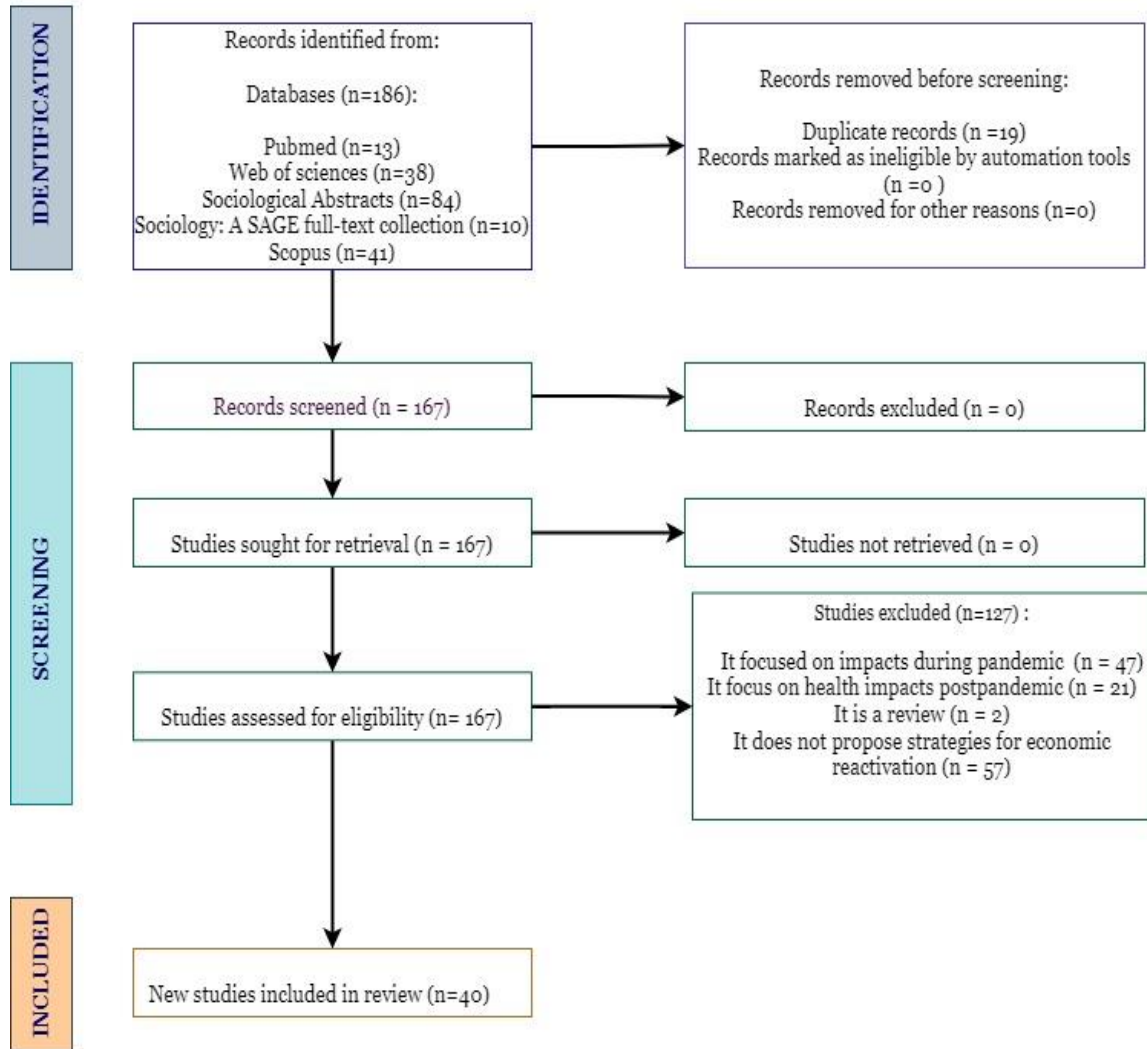 IDENTIFICATION
Records identified from:
Databases (n=186):
Pubmed (n=13)
Web of sciences (n=38)
Sociological Abstracts (n=84)
Sociology: A SAGE full-text collection (n=10)
Scopus (n=41)
Records removed before screening:
Duplicate records (n =19)
Records marked as ineligible by automation tools
(n =0 )
Records removed for other reasons (n=0)
SCREENING
Records screened (n = 167)
Records excluded (n = 0)
Studies sought for retrieval (n = 167)
Studies not retrieved (n = 0)
Studies assessed for eligibility (n= 167)
Studies excluded (n=127) :
It focused on impacts during pandemic  (n = 47)
It focus on health impacts postpandemic (n = 21)
It is a review (n = 2)
It does not propose strategies for economic
reactivation (n = 57)
INCLUDED
New studies included in review (n=40)